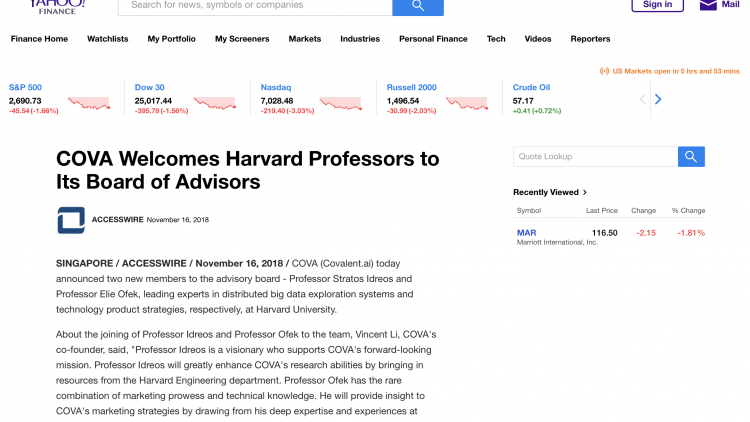 YAHOO!
FINANCE
Search for news, symbols or companies
Sign in
Mail
Finance Home Watchlists My Portfolio My Screeners Markets Industries Personal Finance Tech Videos Reporters
US Markets open in 5 hrs and 53 mins
S&P 500 Dow 30 Nasdaq Russell 2000 Crude Oil
2,690.73 25,017.44 7,028.48 1,496.54 57.17
-45.54 (-1.66%) -395.78 (-1.56%) -219.40 (-3.03%) -30.99 (-2.03%) +0.41 (+0.72%)
COVA Welcomes Harvard Professors to
Its Board of Advisors
ACCESSWIRE November 16, 2018
SINGAPORE / ACCESSWIRE / November 16, 2018 / COVA (Covalent.ai) today
announced two new members to the advisory board - Professor Stratos Idreos and
Professor Elie Ofek, leading experts in distributed big data exploration systems and
technology product strategies, respectively, at Harvard University.
About the joining of Professor Idreos and Professor Ofek to the team, Vincent Li, COVA's
co-founder, said, "Professor Idreos is a visionary who supports COVA's forward-looking
mission. Professor Idreos will greatly enhance COVA's research abilities by bringing in
resources from the Harvard Engineering department. Professor Ofek has the rare
combination of marketing prowess and technical knowledge. He will provide insight to
COVA's marketing strategies by drawing from his deep expertise and experiences at
Quote Lookup
Recently Viewed
Symbol Last Price Change % Change
MAR 116.50 -2.15 -1.81%
Marriott International, Inc.